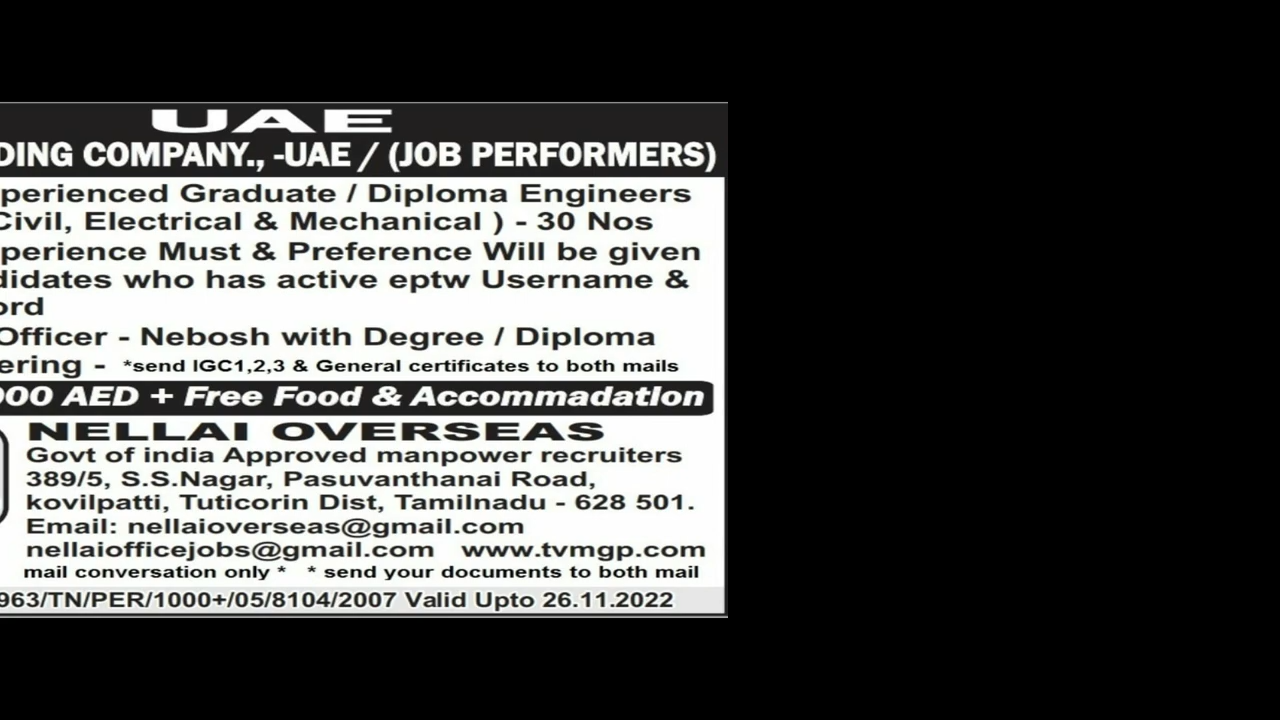 UAE
DING COMPANY., -UAE / (JOB PERFORMERS)
perienced Graduate / Diploma Engineers
Civil, Electrical & Mechanical ) - 30 Nos
perience Must & Preference Will be given
didates who has active eptw Username &
ord
Officer - Nebosh with Degree / Diploma
ering - *send IGC1,2,3 & General certificates to both mails
000 AED + Free Food & AccommadatIon
NELLAI OVERSEAS
Govt of india Approved manpower recruiters
389/5, S.S.Nagar, Pasuvanthanai Road,
kovilpatti, Tuticorin Dist, Tamilnadu - 628 501.
Email: nellaioverseas@gmail.com
nellaiofficejobs@gmail.com www.tvmgp.com
mail conversation only * * send your documents to both mail
963/TN/PER/1000+/05/8104/2007 Valid Upto 26.11.2022